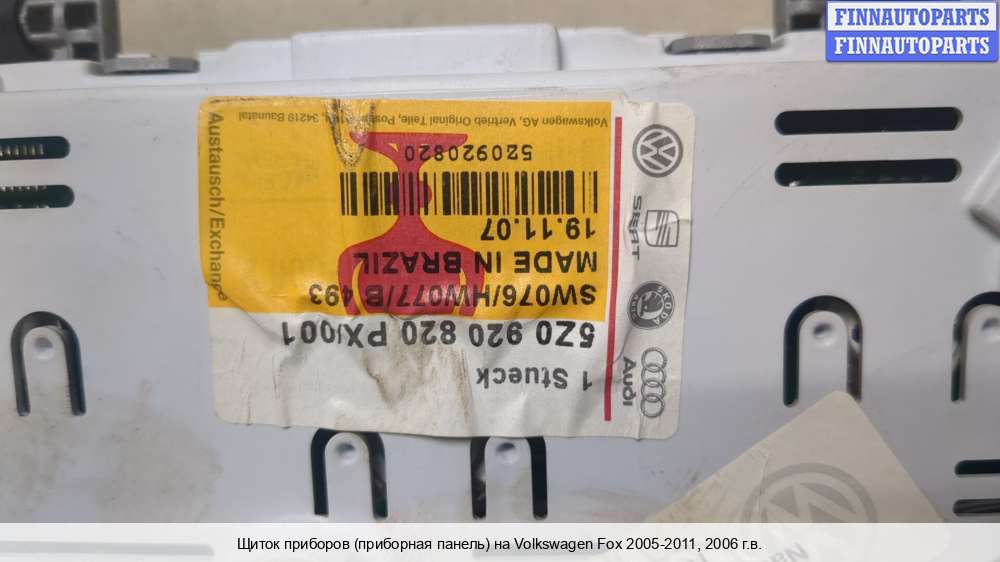 FINNAUTOPARTS
FINNAUTOPARTS
1 Stueck
5Z0 920 820 PX
001
SW076/HW077/B 493
MADE IN BRAZIL
19.11.07
5Z0920820
Volkswagen AG, Vertrieb Original Teile, 34219 Baunatal
Austausch/Exchange
Audi
SKODA
SEAT
Щиток приборов (приборная панель) на Volkswagen Fox 2005-2011, 2006 г.в.